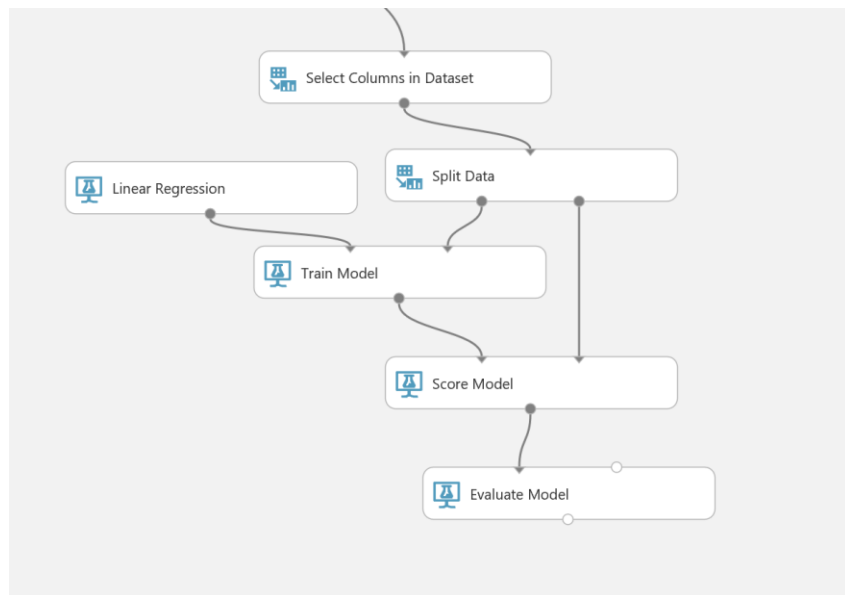 Select Columns in Dataset
Split Data
Linear Regression
Train Model
Score Model
Evaluate Model